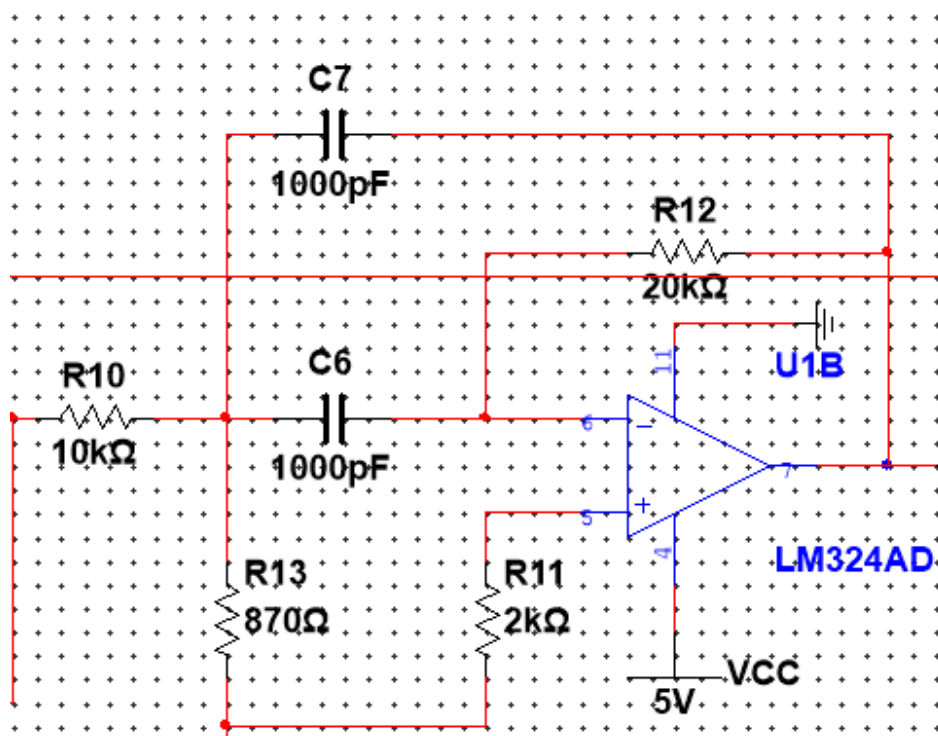 C7
1000pF
R12
20kΩ
11
U1B
R10
10kΩ
C6
1000pF
6
−
7
+
5
4
LM324AD
R13
870Ω
R11
2kΩ
VCC
5V